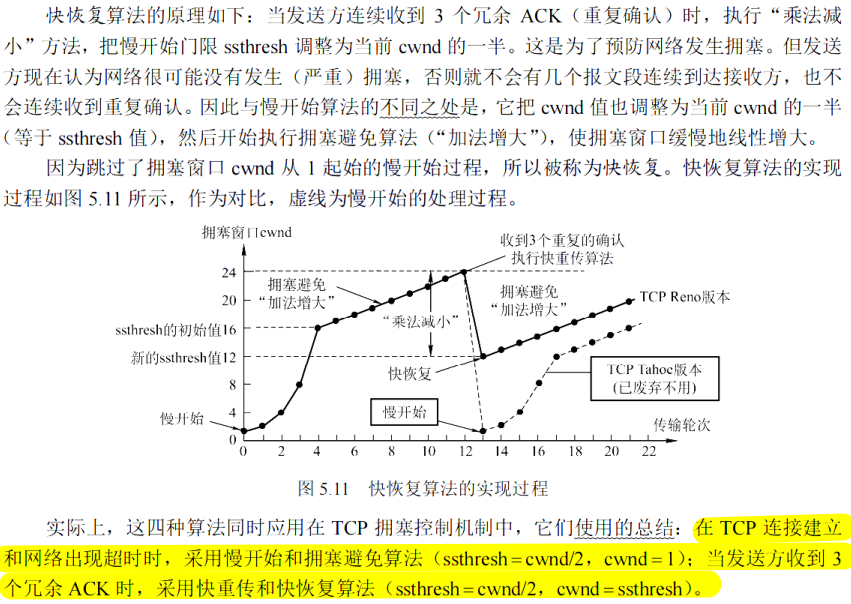 快恢复算法的原理如下：当发送方连续收到 3 个冗余 ACK（重复确认）时，执行“乘法减
小”方法，把慢开始门限 ssthresh 调整为当前 cwnd 的一半。这是为了预防网络发生拥塞。但发送
方现在认为网络很可能没有发生（严重）拥塞，否则就不会有几个报文段连续到达接收方，也不
会连续收到重复确认。因此与慢开始算法的不同之处是，它把 cwnd 值也调整为当前 cwnd 的一半
（等于 ssthresh 值），然后开始执行拥塞避免算法（“加法增大”），使拥塞窗口缓慢地线性增大。
因为跳过了拥塞窗口 cwnd 从 1 起始的慢开始过程，所以被称为快恢复。快恢复算法的实现
过程如图 5.11 所示，作为对比，虚线为慢开始的处理过程。
拥塞窗口cwnd
收到3个重复的确认
执行快重传算法
24
拥塞避免
“加法增大”
拥塞避免
“加法增大”
20
TCP Reno版本
ssthresh的初始值16
“乘法减小”
新的ssthresh值12
快恢复
TCP Tahoe版本
(已废弃不用)
8
慢开始
4
慢开始
传输轮次
0
0 2 4 6 8 10 12 14 16 18 20 22
图 5.11 快恢复算法的实现过程
实际上，这四种算法同时应用在 TCP 拥塞控制机制中，它们使用的总结：在 TCP 连接建立
和网络出现超时时，采用慢开始和拥塞避免算法（ssthresh = cwnd/2，cwnd = 1）；当发送方收到 3
个冗余 ACK 时，采用快重传和快恢复算法（ssthresh = cwnd/2，cwnd = ssthresh）。